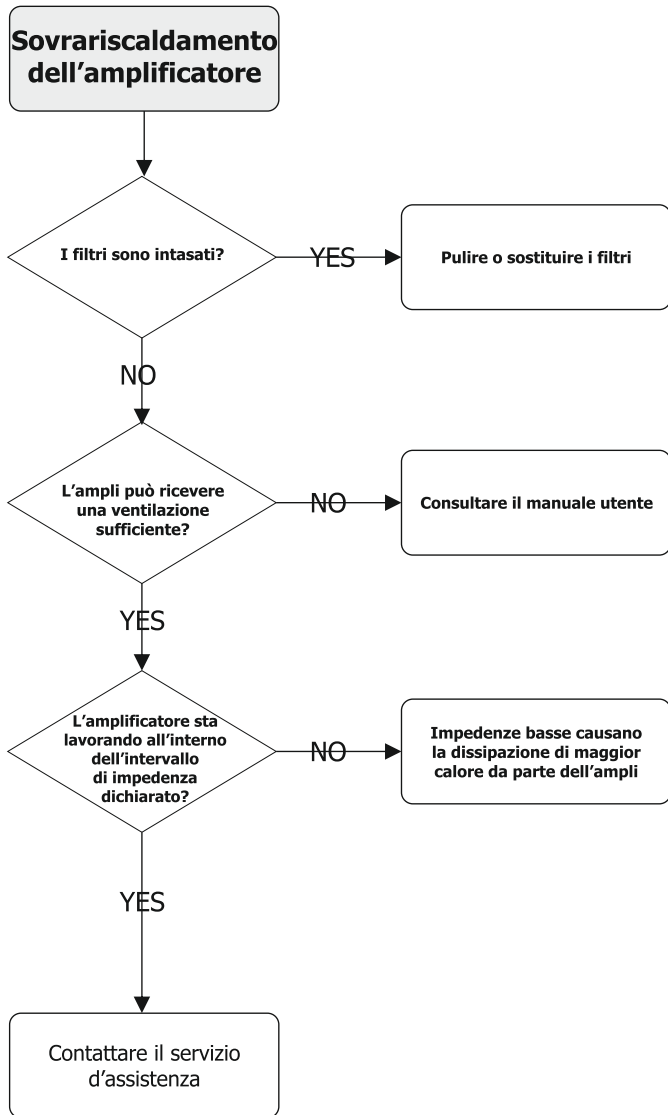 Sovrariscaldamento
dell'amplificatore
I filtri sono intasati?
YES
Pulire o sostituire i filtri
NO
L'ampli può ricevere
una ventilazione
sufficiente?
NO
Consultare il manuale utente
YES
L'amplificatore sta
lavorando all'interno
dell'intervallo
di impedenza
dichiarato?
NO
Impedenze basse causano
la dissipazione di maggior
calore da parte dell'ampli
YES
Contattare il servizio
d'assistenza